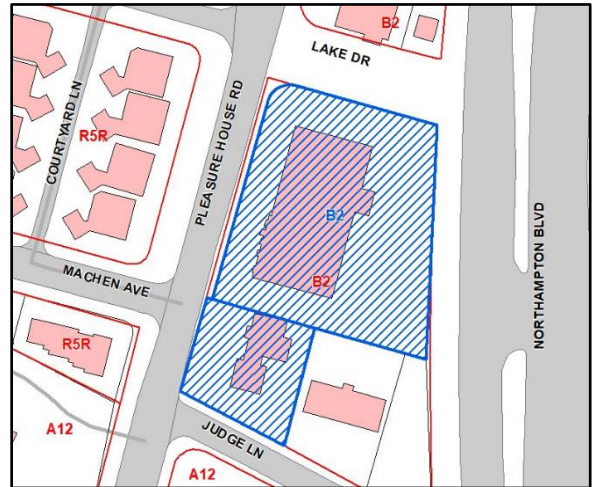 B2
LAKE DR
COURTYARD LN
R5R
PLEASURE HOUSE RD
B2
B2
MACHEN AVE
NORTHAMPTON BLVD
R5R
A12
JUDGE LN
A12